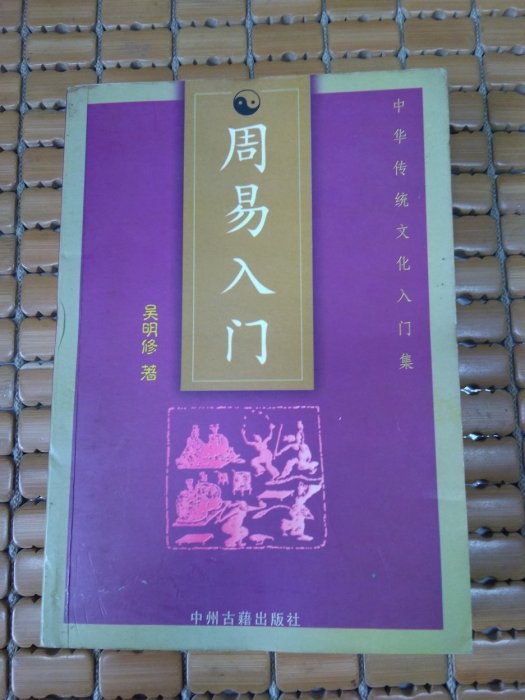 周易入门
中华传统文化入门集
吴明修 著
中州古籍出版社